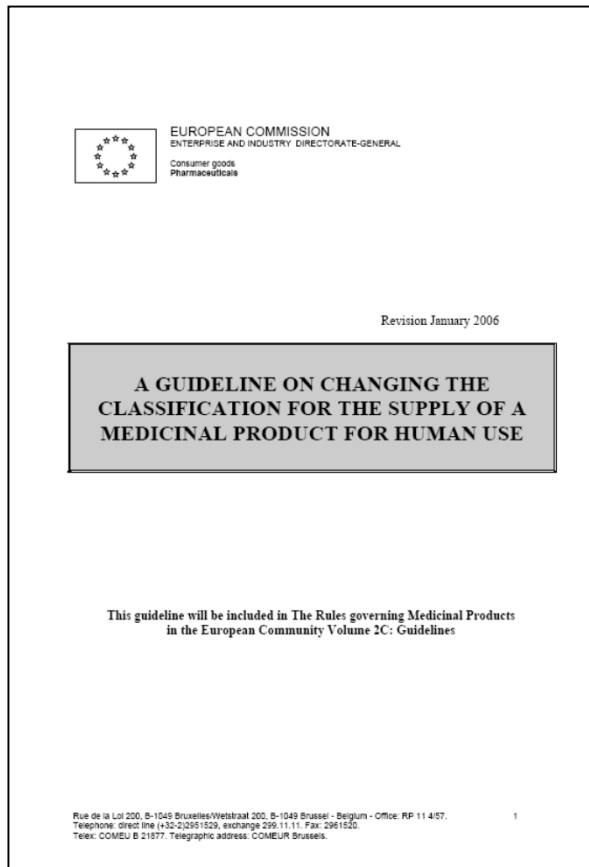 EUROPEAN COMMISSION
ENTERPRISE AND INDUSTRY DIRECTORATE-GENERAL
Consumer goods
Pharmaceuticals
Revision January 2006
A GUIDELINE ON CHANGING THE
CLASSIFICATION FOR THE SUPPLY OF A
MEDICINAL PRODUCT FOR HUMAN USE
This guideline will be included in The Rules governing Medicinal Products
in the European Community Volume 2C: Guidelines
Rue de la Loi 200, B-1049 Bruxelles/Wetstraat 200, B-1049 Brussel - Belgium - Office: RP 11 4/57. 1
Telephone: direct line (+32-2)2951529, exchange 299.11.11. Fax: 2961520.
Telex: COMEU B 21877. Telegraphic address: COMEUR Brussels.